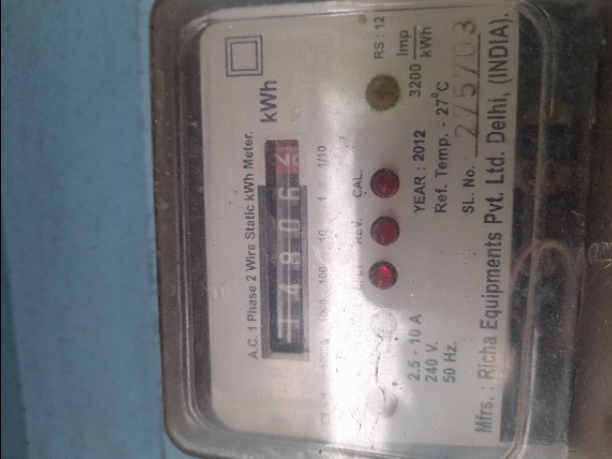 A.C. 1 Phase 2 Wire Static kWh Meter.
1 4 8 0 6
kWh
100 10 1 1/10
REV. CAL.
2.5 - 10 A
240 V.
50 Hz.
RS : 12
3200 Imp
kWh
YEAR : 2012
Ref. Temp. - 27°C
SL. No. 275703
Mfrs. : Richa Equipments Pvt. Ltd. Delhi, (INDIA).